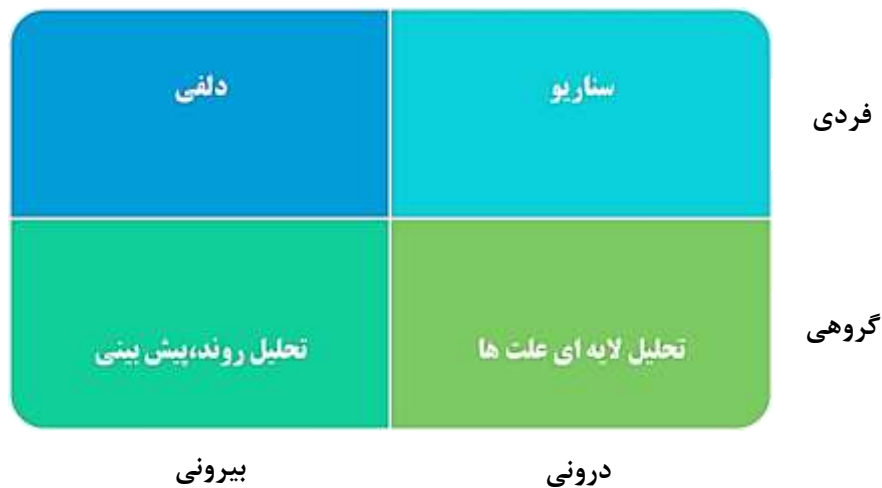 سناریو
دلفی
فردی
تحلیل لایه ای علت ها
تحلیل روند،پیش بینی
گروهی
درونی
بیرونی